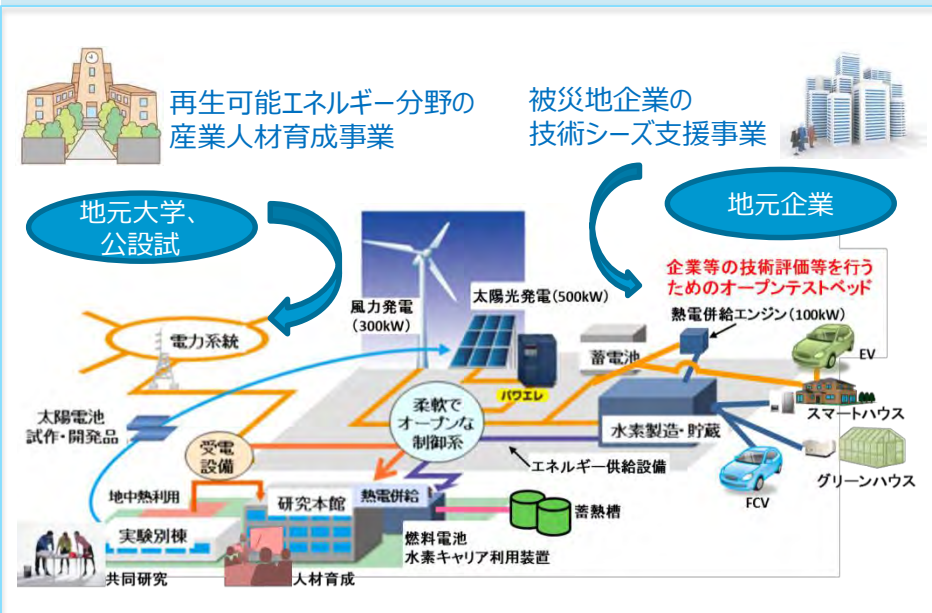 再生可能エネルギー分野の
産業人材育成事業
被災地企業の
技術シーズ支援事業
地元大学、
公設試
地元企業
企業等の技術評価等を行う
ためのオープンテストベッド
風力発電
(300kW)
太陽光発電(500kW)
熱電併給エンジン(100kW)
電力系統
蓄電池
EV
パワエレ
スマートハウス
太陽電池
試作・開発品
柔軟で
オープンな
制御系
水素製造・貯蔵
受電
設備
エネルギー供給設備
グリーンハウス
FCV
地中熱利用
研究本館
熱電併給
蓄熱槽
実験別棟
燃料電池
水素キャリア利用装置
共同研究
人材育成